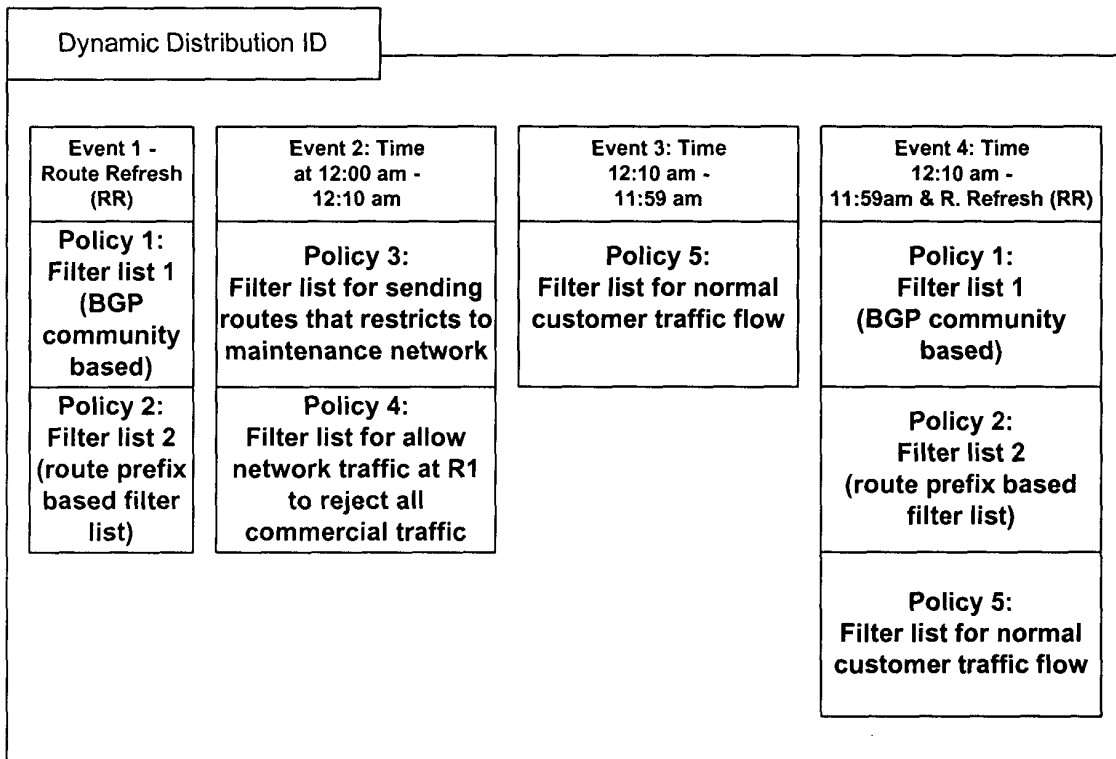 Dynamic Distribution ID
Event 1 -
Route Refresh
(RR)
Policy 1:
Filter list 1
(BGP
community
based)
Policy 2:
Filter list 2
(route prefix
based filter
list)
Event 2: Time
at 12:00 am -
12:10 am
Policy 3:
Filter list for sending
routes that restricts to
maintenance network
Policy 4:
Filter list for allow
network traffic at R1
to reject all
commercial traffic
Event 3: Time
12:10 am -
11:59 am
Policy 5:
Filter list for normal
customer traffic flow
Event 4: Time
12:10 am -
11:59am & R. Refresh (RR)
Policy 1:
Filter list 1
(BGP community
based)
Policy 2:
Filter list 2
(route prefix based
filter list)
Policy 5:
Filter list for normal
customer traffic flow